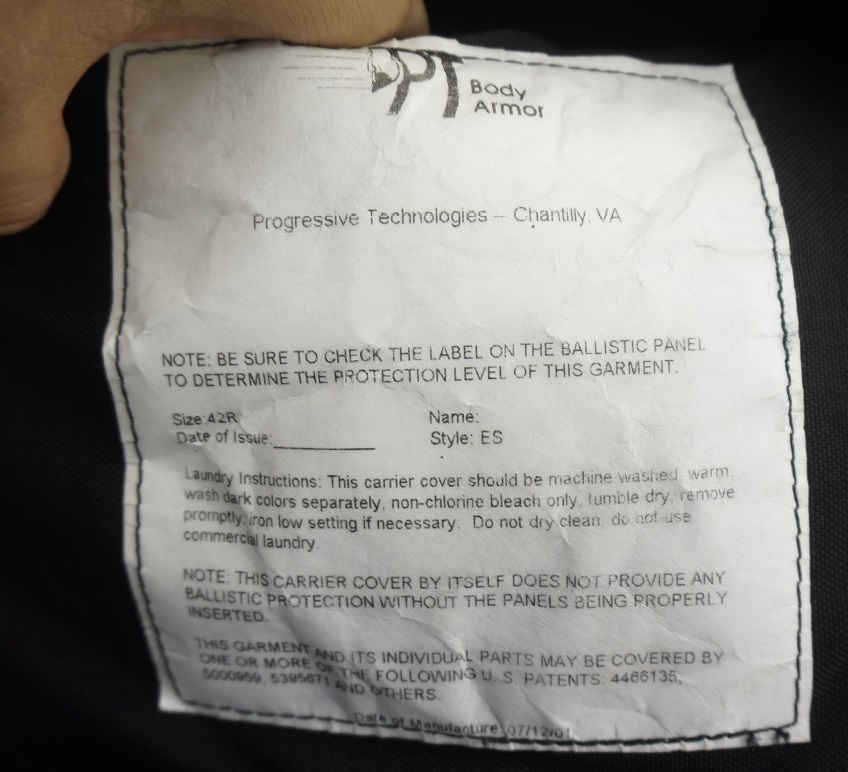 PT Body
Armor
Progressive Technologies – Chantilly, VA
NOTE: BE SURE TO CHECK THE LABEL ON THE BALLISTIC PANEL
TO DETERMINE THE PROTECTION LEVEL OF THIS GARMENT.
Size:42R
Name:
Date of Issue:___________
Style: ES
Laundry Instructions: This carrier cover should be machine washed, warm,
wash dark colors separately, non-chlorine bleach only, tumble dry, remove
promptly, iron low setting if necessary. Do not dry clean, do not use
commercial laundry.
NOTE: THIS CARRIER COVER BY ITSELF DOES NOT PROVIDE ANY
BALLISTIC PROTECTION WITHOUT THE PANELS BEING PROPERLY
INSERTED.
THIS GARMENT AND ITS INDIVIDUAL PARTS MAY BE COVERED BY
ONE OR MORE OF THE FOLLOWING U. S. PATENTS: 4466135,
5000959, 5395671 AND OTHERS.
Date of Manufacture: 07/12/01